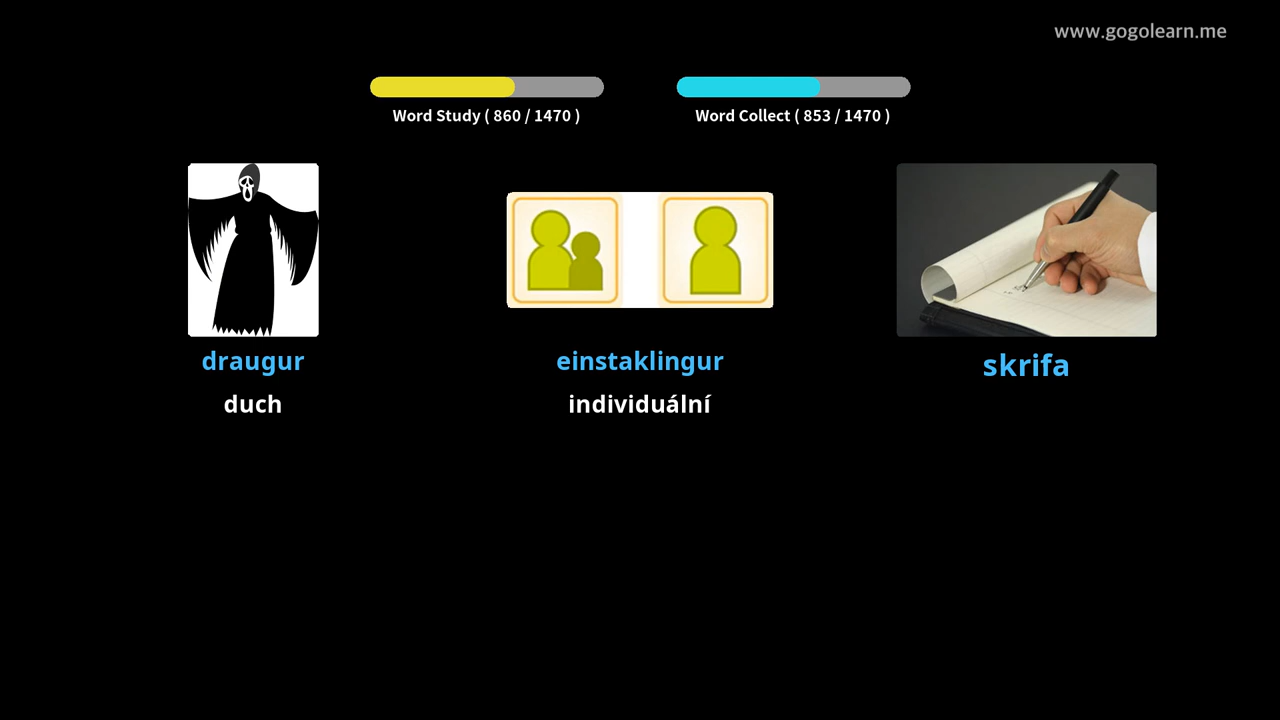 www.gogolearn.me
Word Study ( 860 / 1470 )
Word Collect ( 853 / 1470 )
draugur
duch
einstaklingur
individuální
skrifa